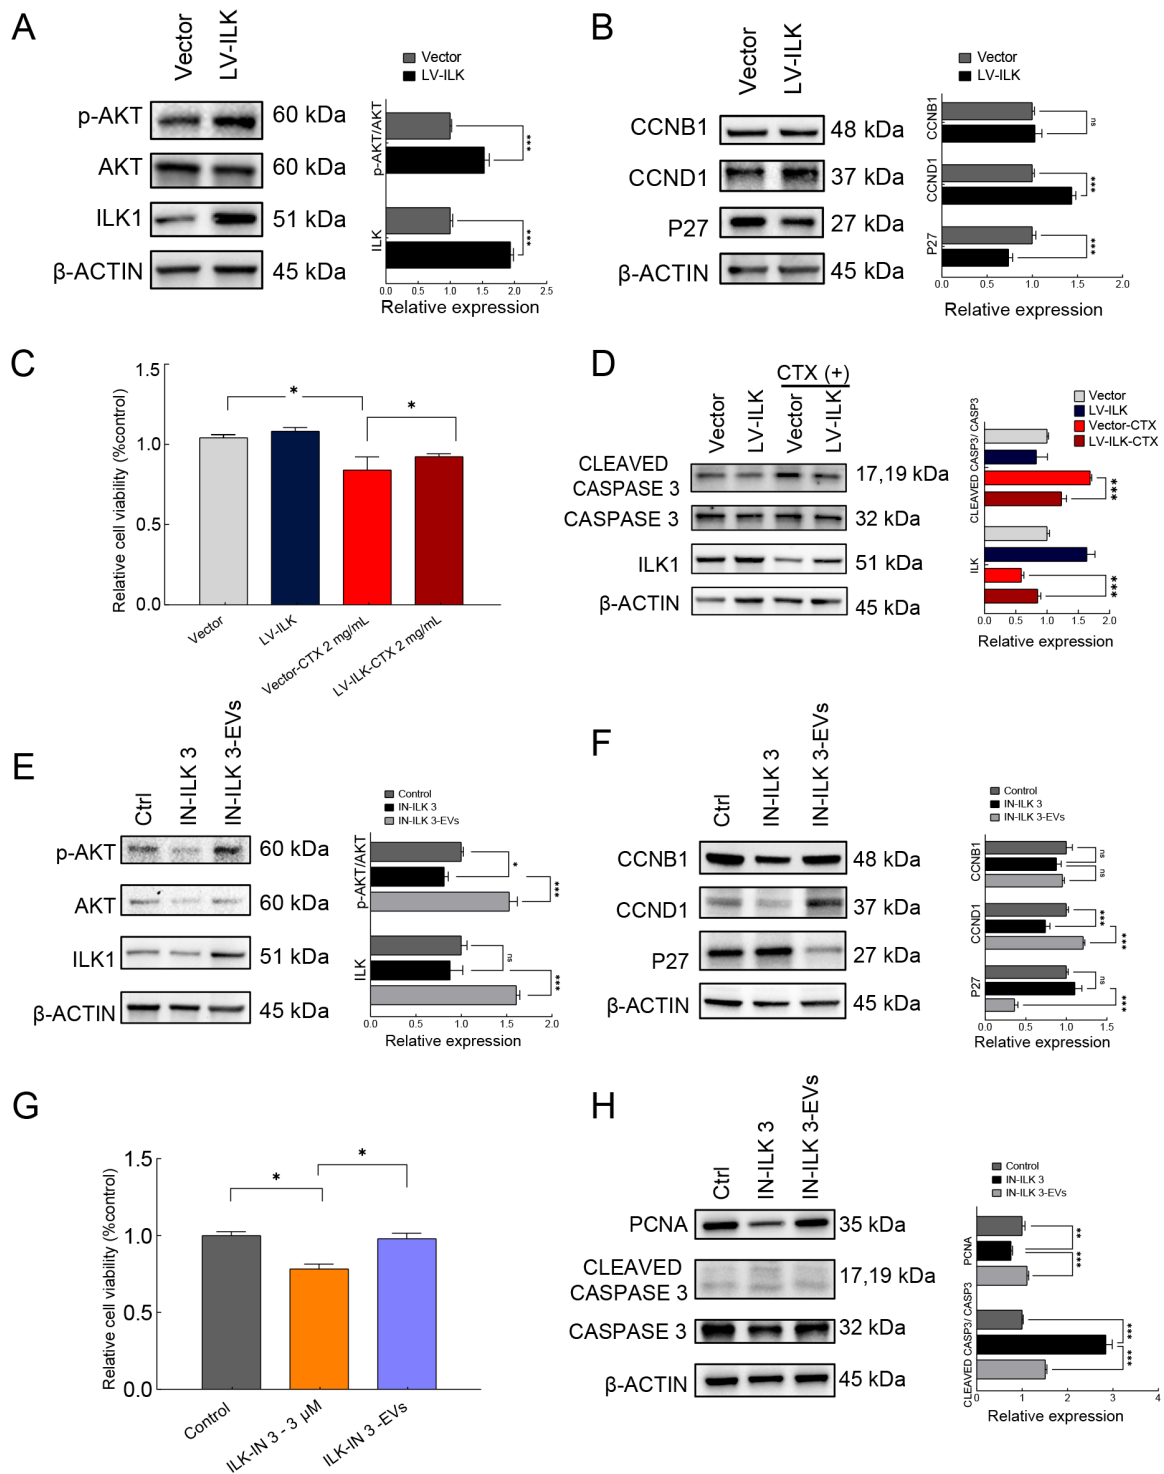 A
Vector
LV-ILK
p-AKT
60 kDa
AKT
60 kDa
ILK1
51 kDa
β-ACTIN
45 kDa
Vector
LV-ILK
p-AKT/AKT
***
ILK
***
0.0 0.5 1.0 1.5 2.0 2.5
Relative expression
B
Vector
LV-ILK
CCNB1
48 kDa
CCND1
37 kDa
P27
27 kDa
β-ACTIN
45 kDa
Vector
LV-ILK
CCNB1
ns
CCND1
***
P27
***
0.0 0.5 1.0 1.5 2.0
Relative expression
C
Relative cell viability (%control)
1.5
1.0
0.5
0.0
*
*
Vector
LV-ILK
Vector-CTX 2 mg/mL
LV-ILK-CTX 2 mg/mL
D
CTX (+)
Vector
LV-ILK
Vector
LV-ILK
CLEAVED
CASPASE 3
17,19 kDa
CASPASE 3
32 kDa
ILK1
51 kDa
β-ACTIN
45 kDa
Vector
LV-ILK
Vector-CTX
LV-ILK-CTX
CLEAVED CASP3/ CASP3
***
ILK
***
0.0 0.5 1.0 1.5 2.0
Relative expression
E
Ctrl
IN-ILK 3
IN-ILK 3-EVs
p-AKT
60 kDa
AKT
60 kDa
ILK1
51 kDa
β-ACTIN
45 kDa
Control
IN-ILK 3
IN-ILK 3-EVs
p-AKT/AKT
*
***
ILK
ns
***
0.0 0.5 1.0 1.5 2.0
Relative expression
F
Ctrl
IN-ILK 3
IN-ILK 3-EVs
CCNB1
48 kDa
CCND1
37 kDa
P27
27 kDa
β-ACTIN
45 kDa
Control
IN-ILK 3
IN-ILK 3-EVs
CCNB1
ns
ns
CCND1
***
***
P27
ns
***
0.0 0.5 1.0 1.5
Relative expression
G
Relative cell viability (%control)
1.5
1.0
0.5
0.0
*
*
Control
ILK-IN 3 - 3 µM
ILK-IN 3 -EVs
H
Ctrl
IN-ILK 3
IN-ILK 3-EVs
PCNA
35 kDa
CLEAVED
CASPASE 3
17,19 kDa
CASPASE 3
32 kDa
β-ACTIN
45 kDa
Control
IN-ILK 3
IN-ILK 3-EVs
PCNA
**
***
CLEAVED CASP3/ CASP3
***
***
0 1 2 3 4
Relative expression